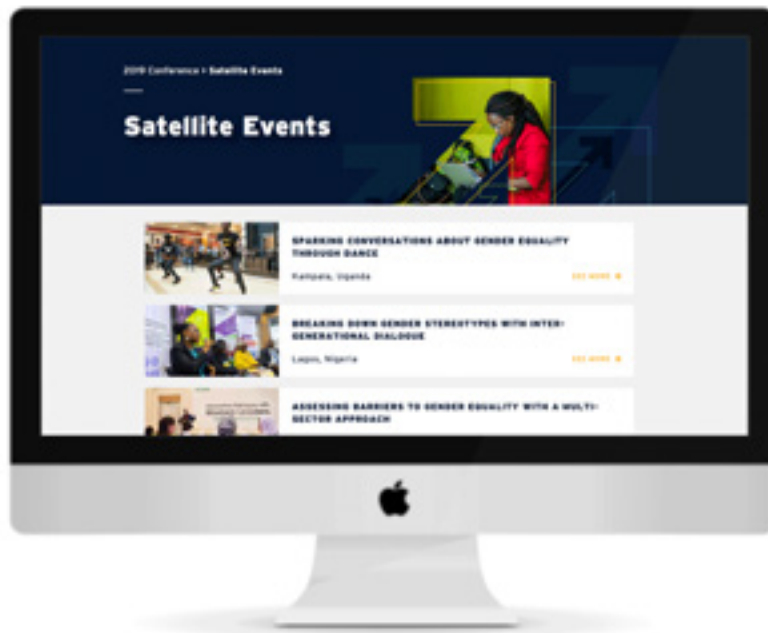 2019 Conference > Satellite Events
Satellite Events
SPARKING CONVERSATIONS ABOUT GENDER EQUALITY
THROUGH DANCE
Kampala, Uganda
SEE MORE
BREAKING DOWN GENDER STEREOTYPES WITH INTER-
GENERATIONAL DIALOGUE
Lagos, Nigeria
SEE MORE
ASSESSING BARRIERS TO GENDER EQUALITY WITH A MULTI-
SECTOR APPROACH